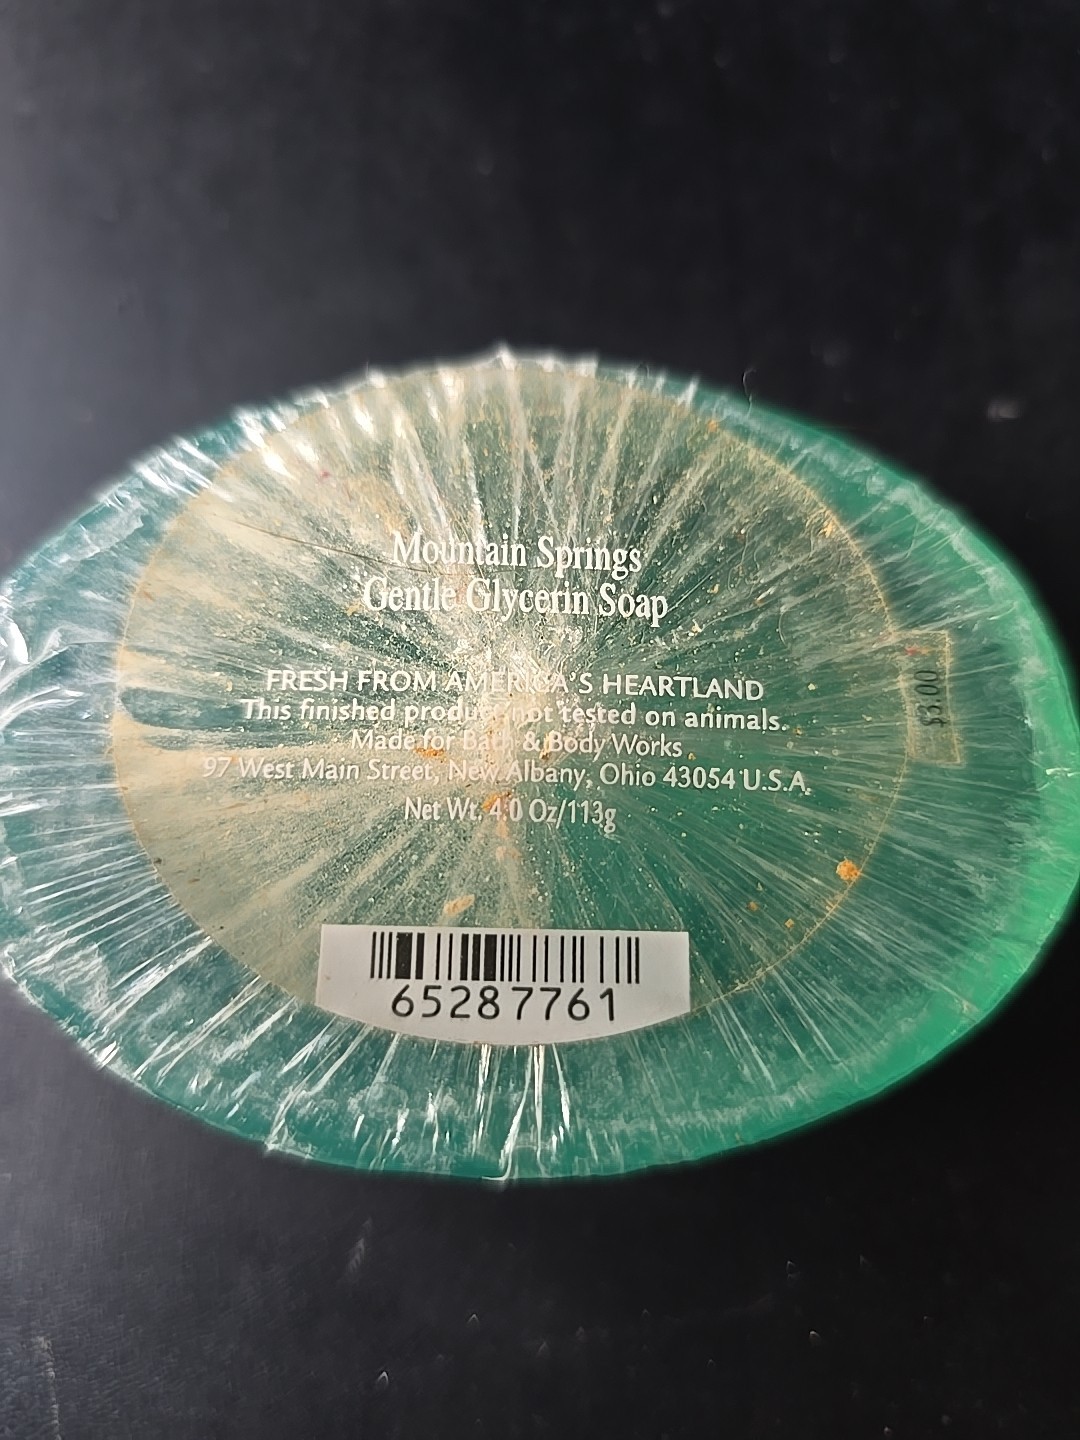 Mountain Springs
Gentle Glycerin Soap
FRESH FROM AMERICA'S HEARTLAND
This finished product not tested on animals.
Made for Bath & Body Works
97 West Main Street, New Albany, Ohio 43054 U.S.A.
Net Wt. 4.0 Oz/113g
$3.00
65287761